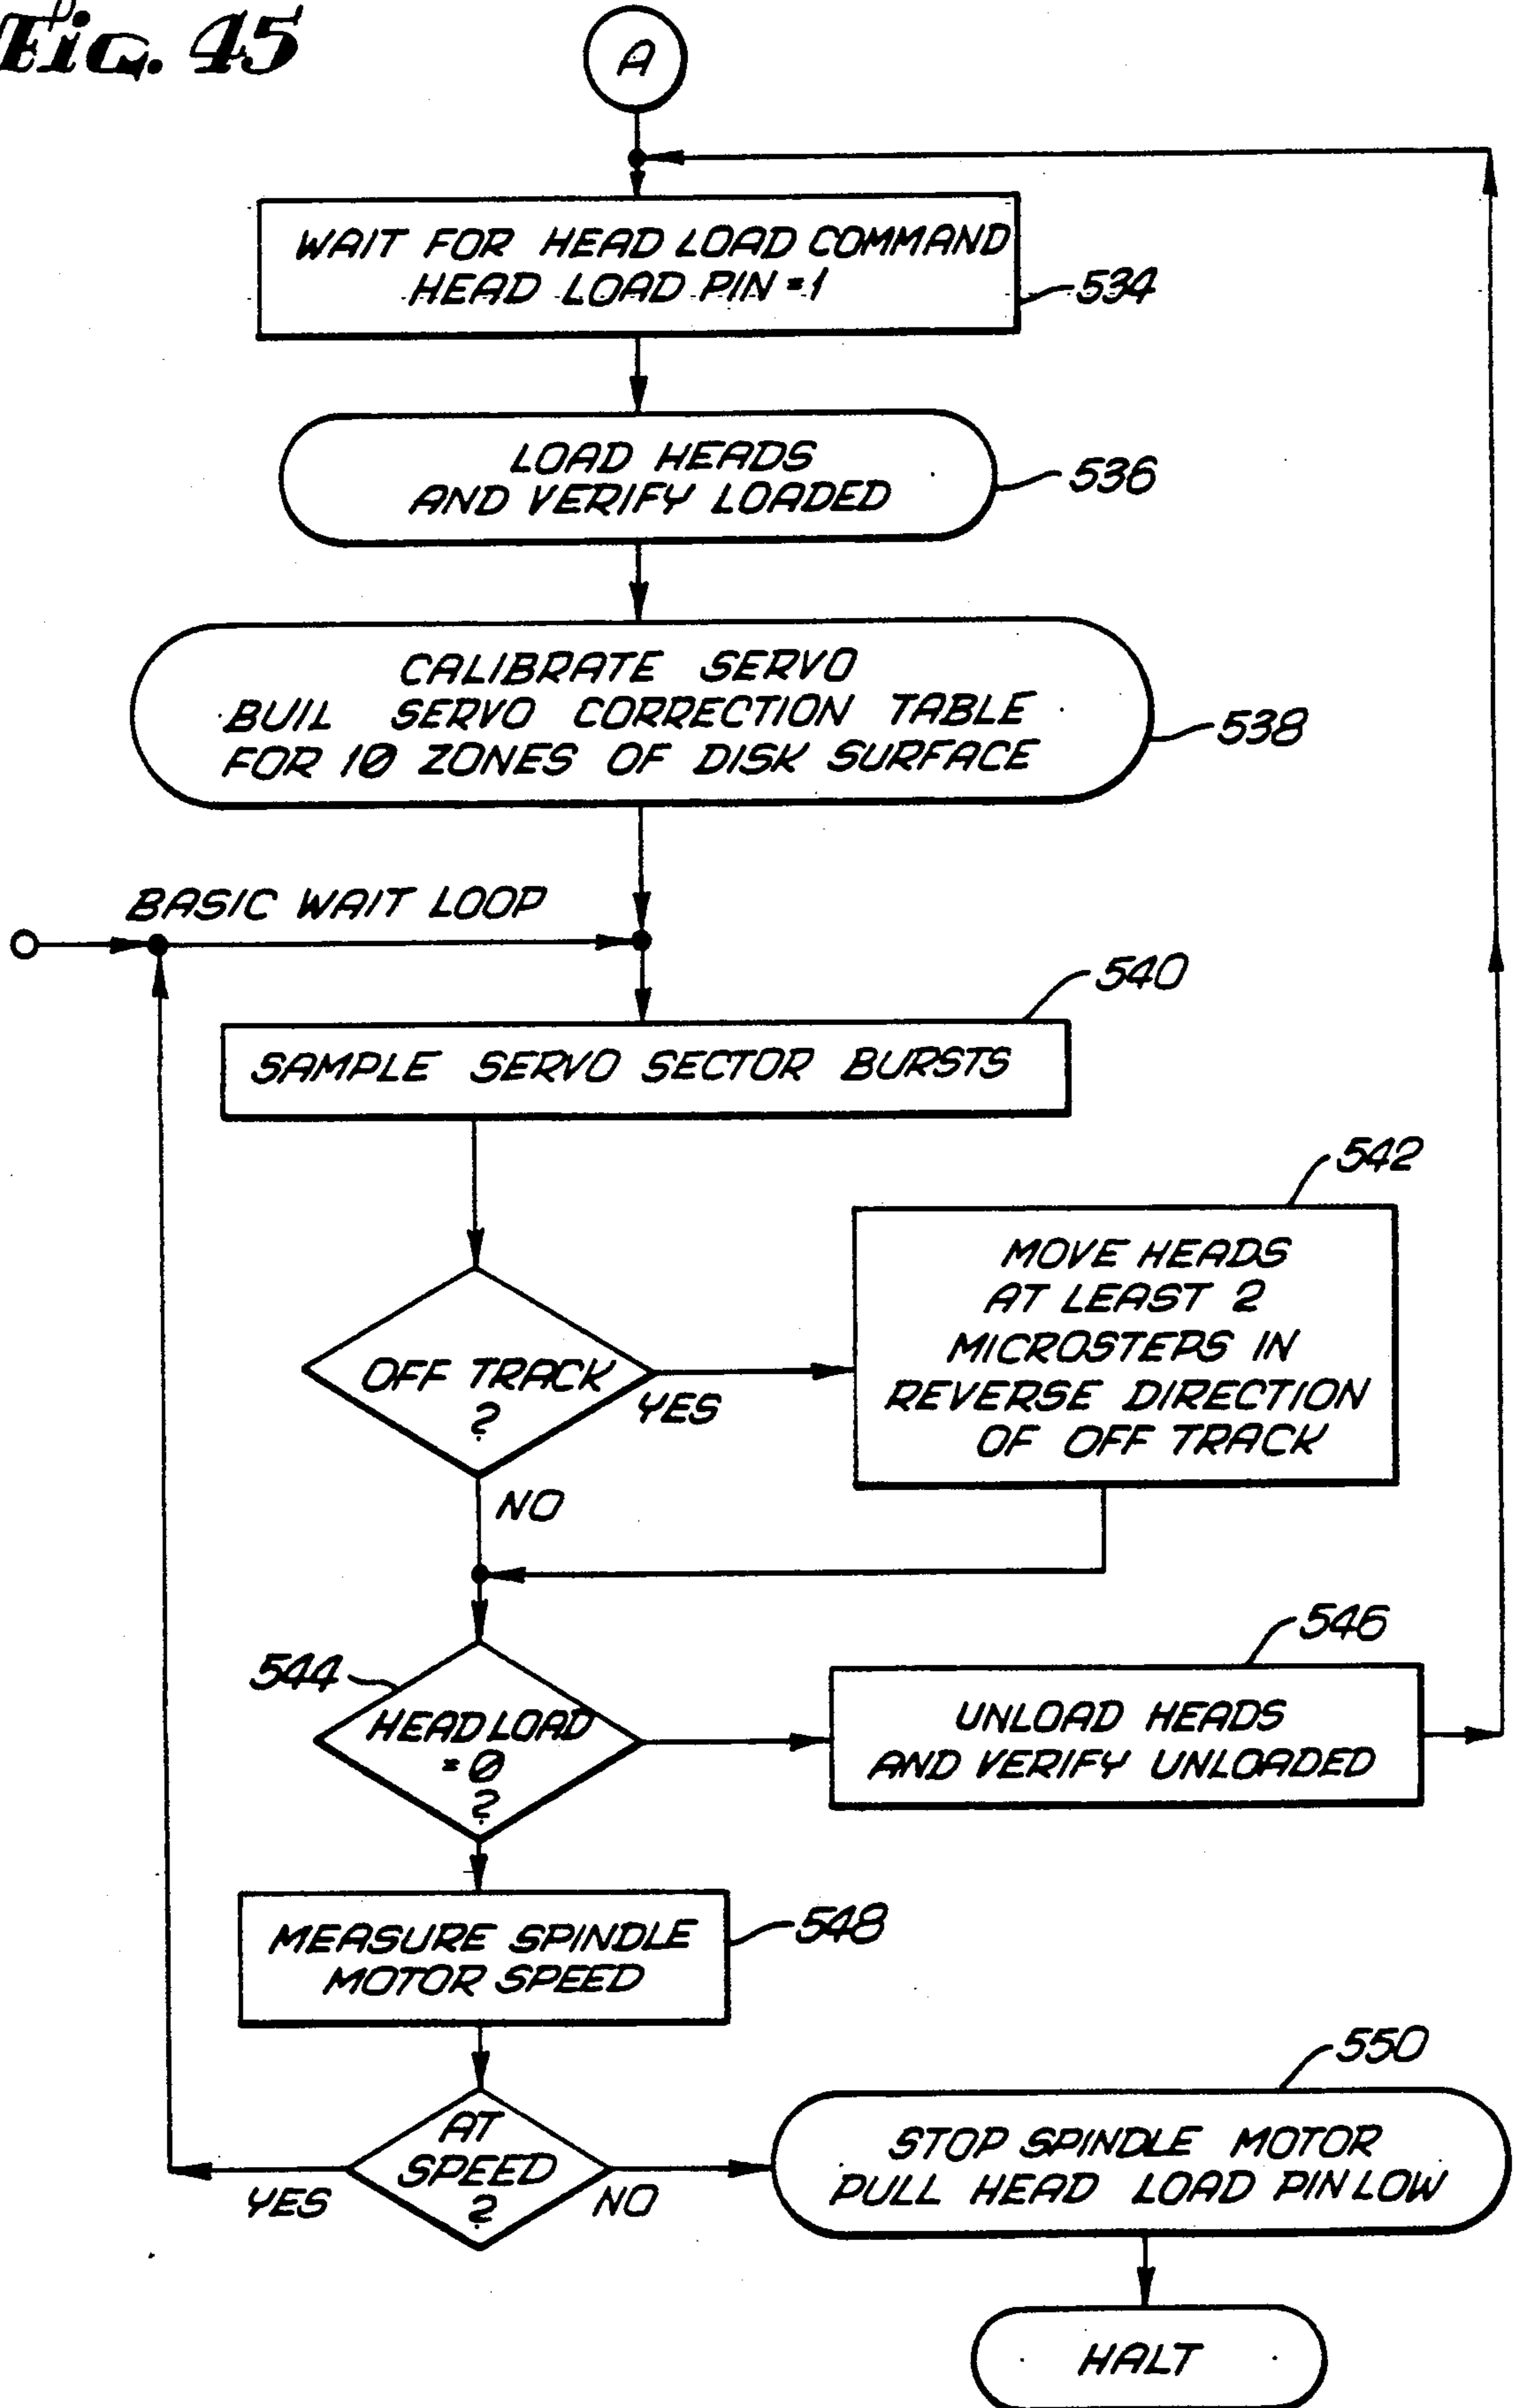 Fig. 45
A
WAIT FOR HEAD LOAD COMMAND
HEAD LOAD PIN = 1
534
LOAD HEADS
AND VERIFY LOADED
536
CALIBRATE SERVO
BUIL SERVO CORRECTION TABLE
FOR 10 ZONES OF DISK SURFACE
538
BASIC WAIT LOOP
540
SAMPLE SERVO SECTOR BURSTS
542
MOVE HEADS
AT LEAST 2
MICROSTEPS IN
REVERSE DIRECTION
OF OFF TRACK
OFF TRACK
?
YES
NO
544
HEAD LOAD
= 0
?
546
UNLOAD HEADS
AND VERIFY UNLOADED
MEASURE SPINDLE
MOTOR SPEED
548
AT
SPEED
?
YES
NO
550
STOP SPINDLE MOTOR
PULL HEAD LOAD PIN LOW
HALT